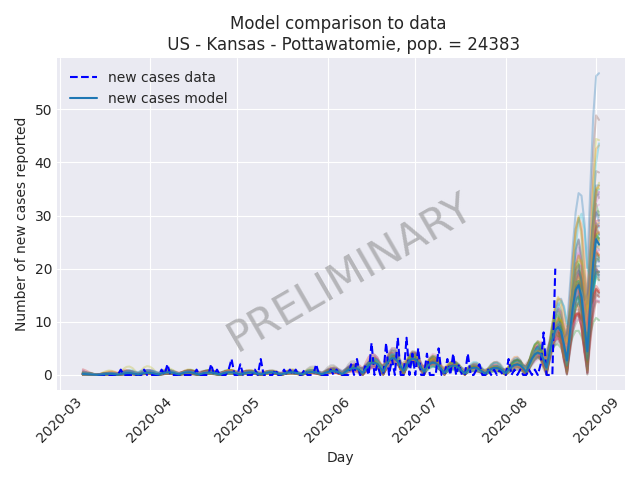 Model comparison to data
US - Kansas - Pottawatomie, pop. = 24383
new cases data
new cases model
Number of new cases reported
50
40
30
20
10
0
PRELIMINARY
2020-03
2020-04
2020-05
2020-06
2020-07
2020-08
2020-09
Day